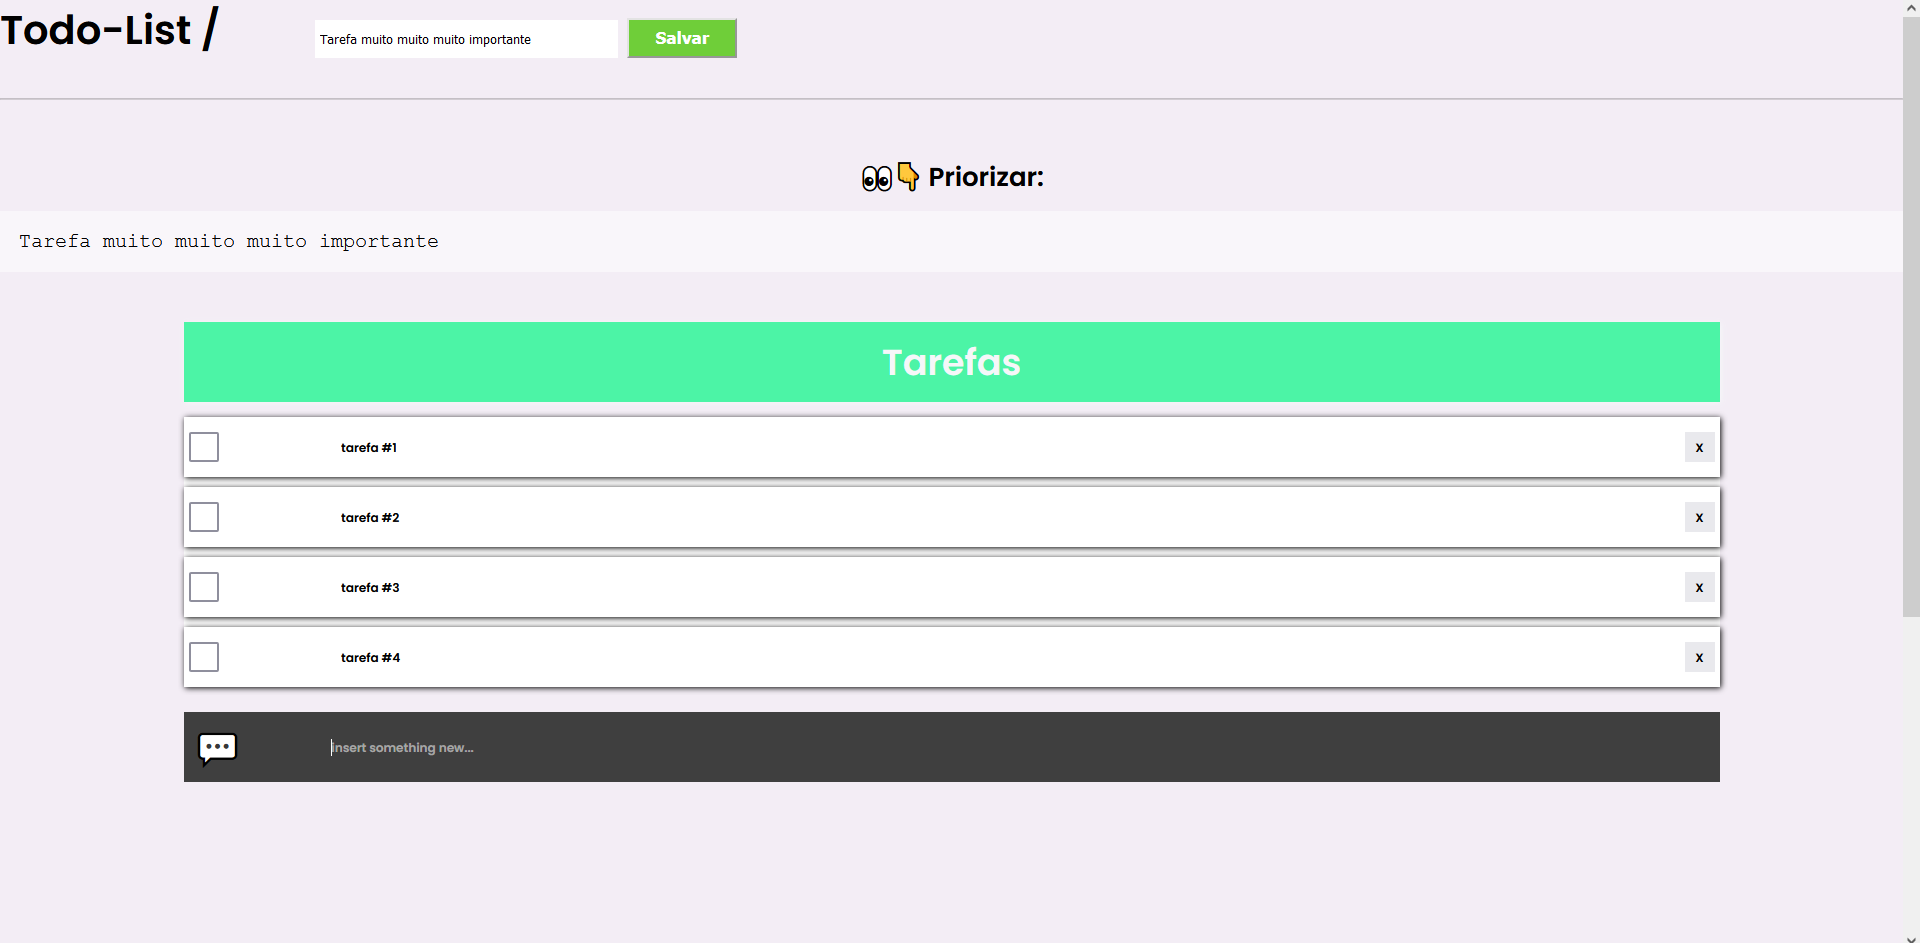 Todo-List /
Tarefa muito muito muito importante
Salvar
👀👇 Priorizar:
Tarefa muito muito muito importante
Tarefas
tarefa #1
X
tarefa #2
X
tarefa #3
X
tarefa #4
X
insert something new...